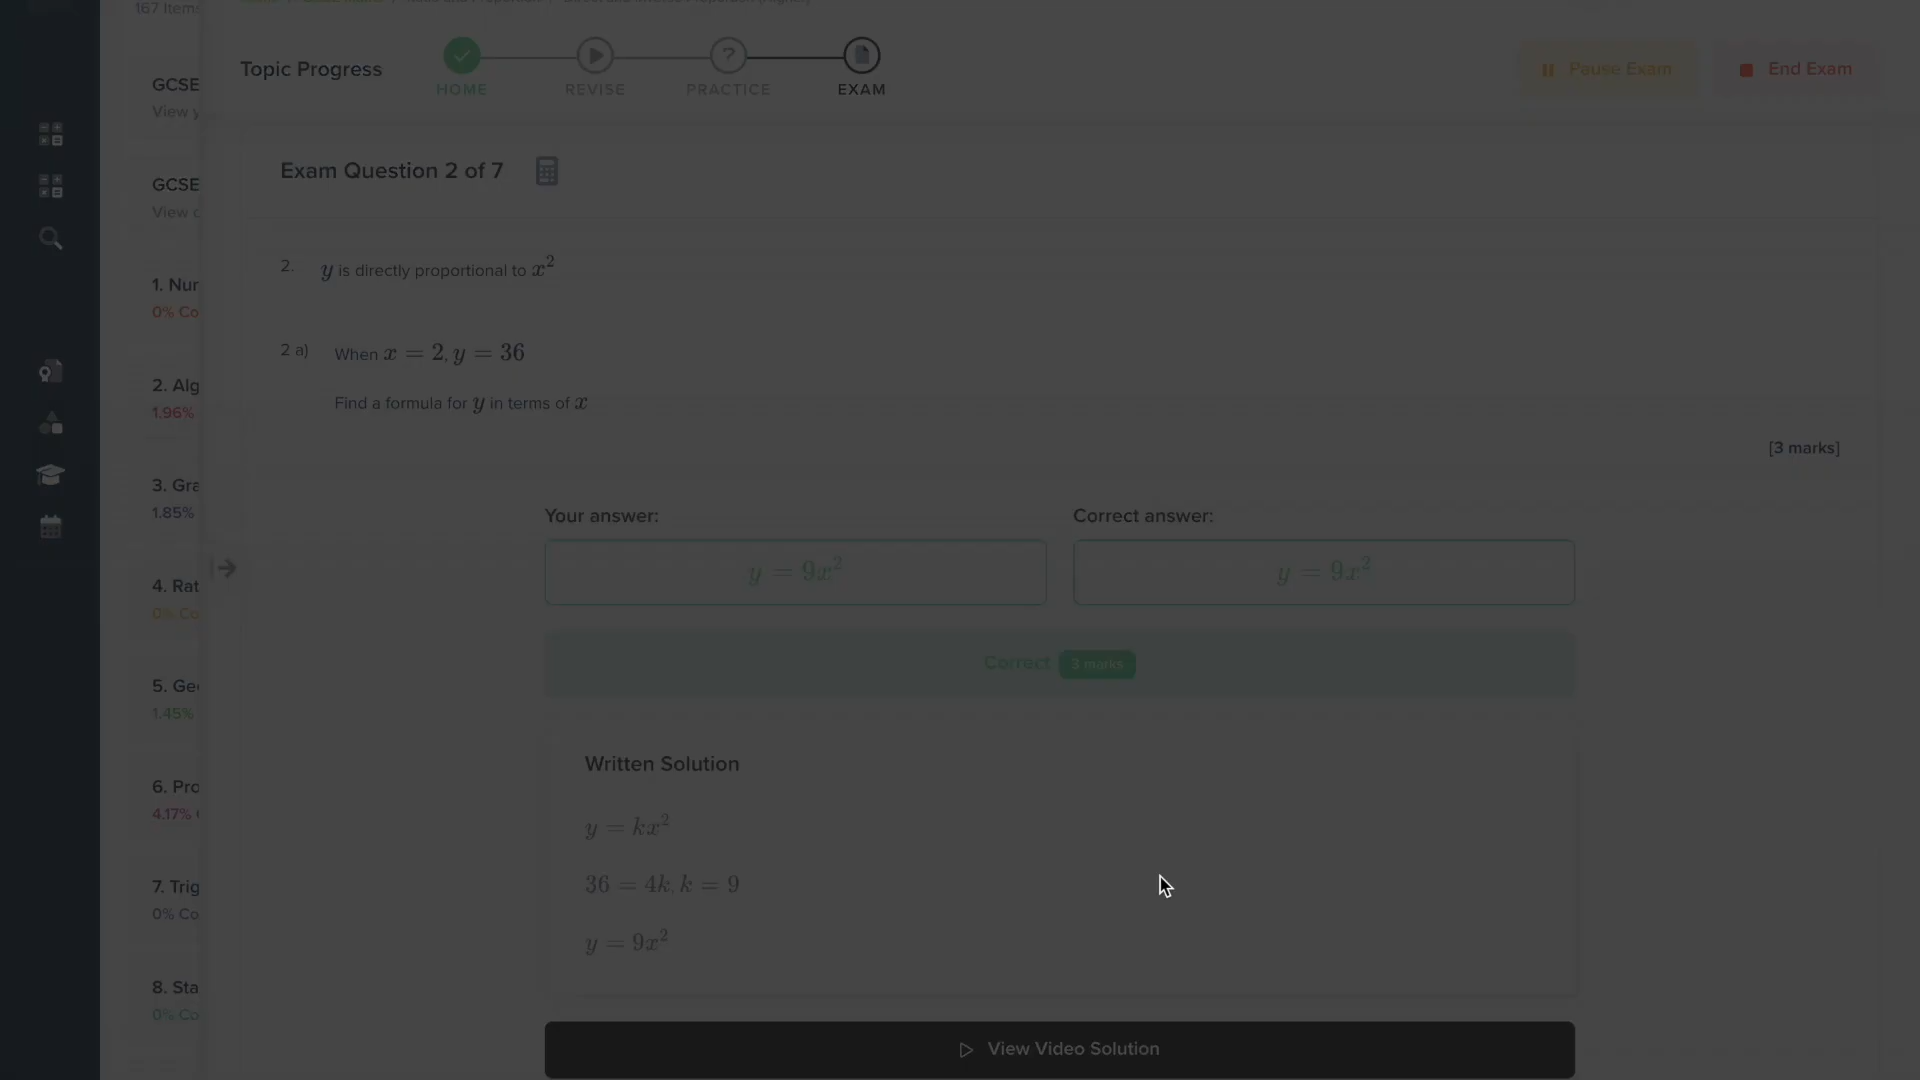 167 Items
Topic Progress
HOME
REVISE
PRACTICE
EXAM
Pause Exam
End Exam
GCSE
View y
GCSE
View
1. Nur
0% Co
2. Alg
1.96%
3. Gra
1.85%
4. Rat
0% Co
5. Ge
1.45%
6. Pro
4.17%
7. Trig
0% Co
8. Sta
0% Co
Exam Question 2 of 7
2. y is directly proportional to x²
2 a) When x = 2, y = 36
Find a formula for y in terms of x
[3 marks]
Your answer:
Correct answer:
y = 9x²
y = 9x²
Correct 3 marks
Written Solution
y = kx²
36 = 4k, k = 9
y = 9x²
View Video Solution